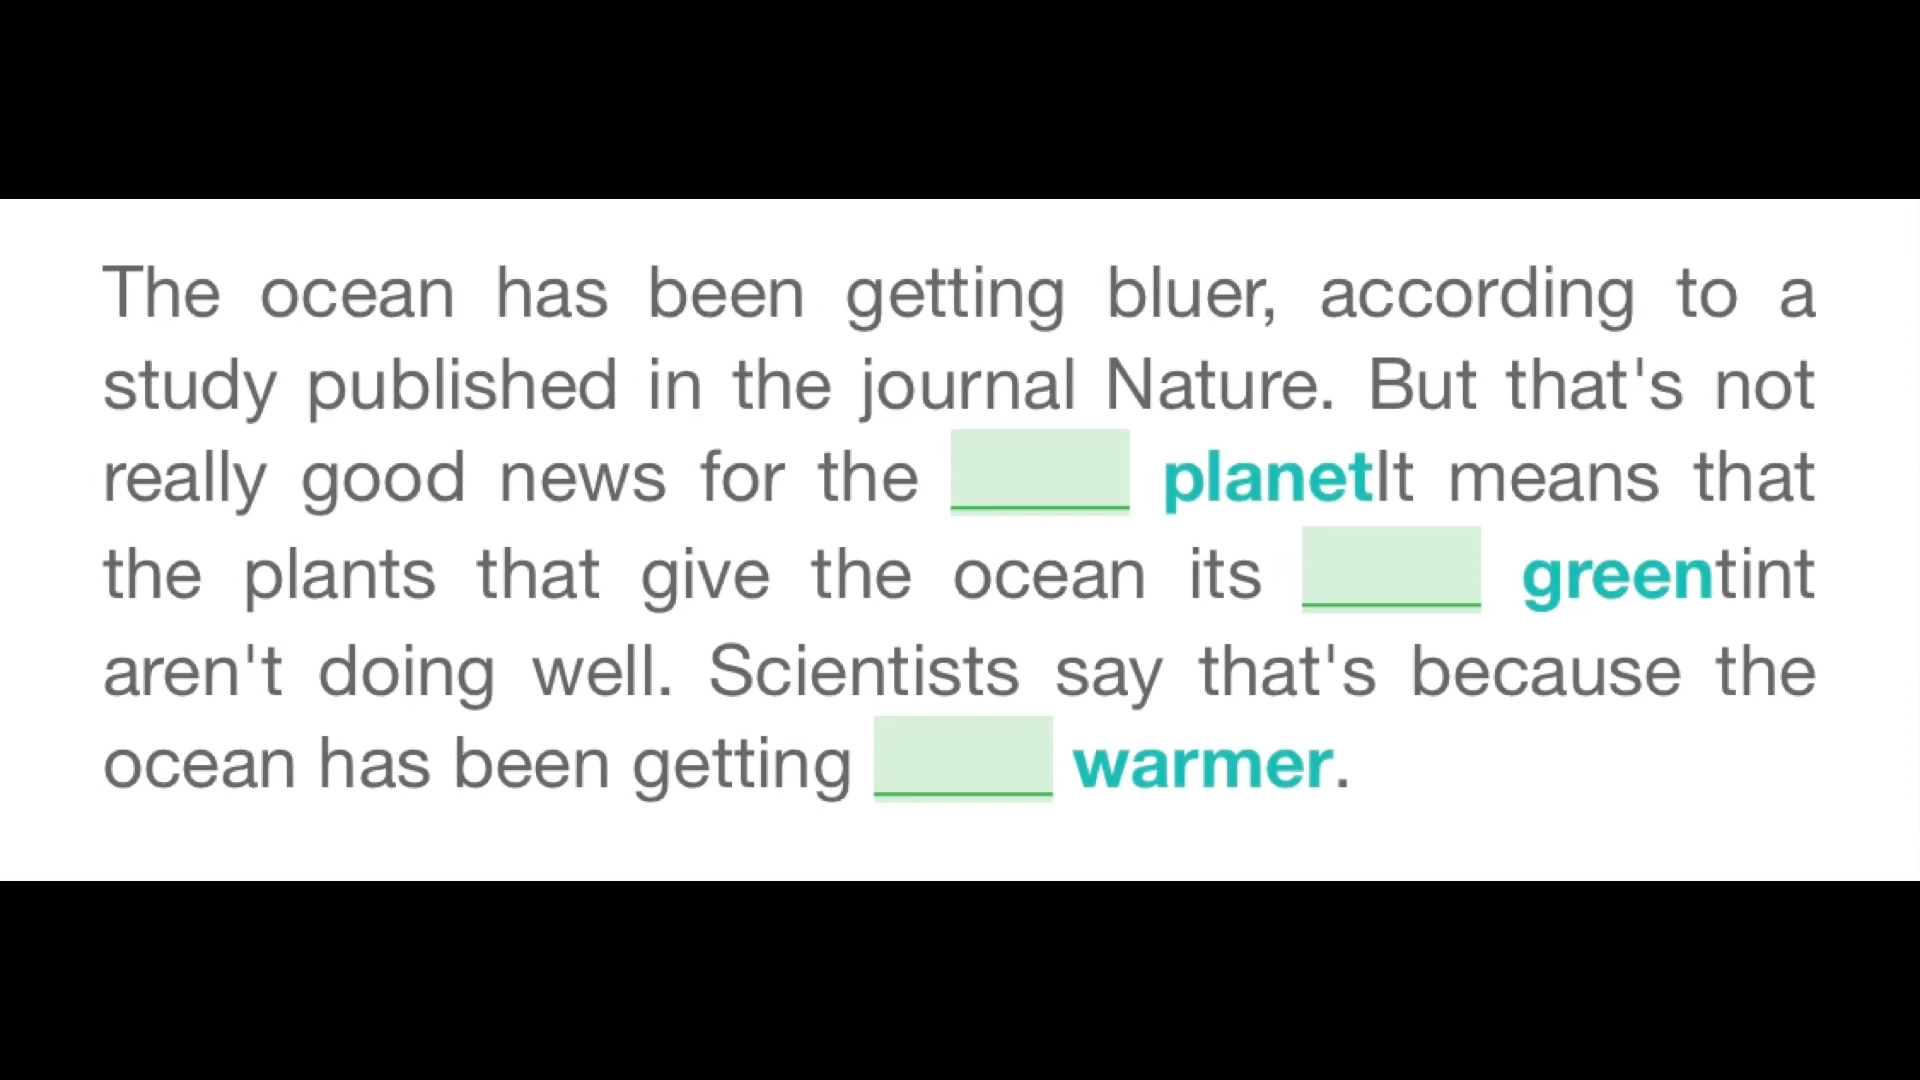 The ocean has been getting bluer, according to a
study published in the journal Nature. But that's not
really good news for the planetIt means that
the plants that give the ocean its greentint
aren't doing well. Scientists say that's because the
ocean has been getting warmer.